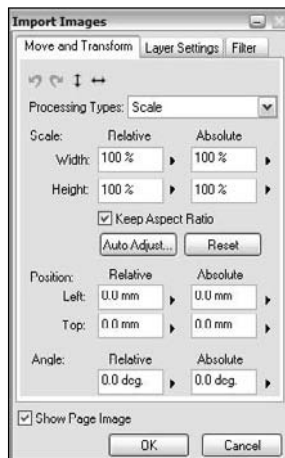 Import Images
Move and Transform Layer Settings Filter
Processing Types: Scale
Scale: Relative Absolute
Width: 100 % 100 %
Height: 100 % 100 %
Keep Aspect Ratio
Auto Adjust... Reset
Position: Relative Absolute
Left: 0.0 mm 0.0 mm
Top: 0.0 mm 0.0 mm
Angle: Relative Absolute
0.0 deg. 0.0 deg.
Show Page Image
OK Cancel